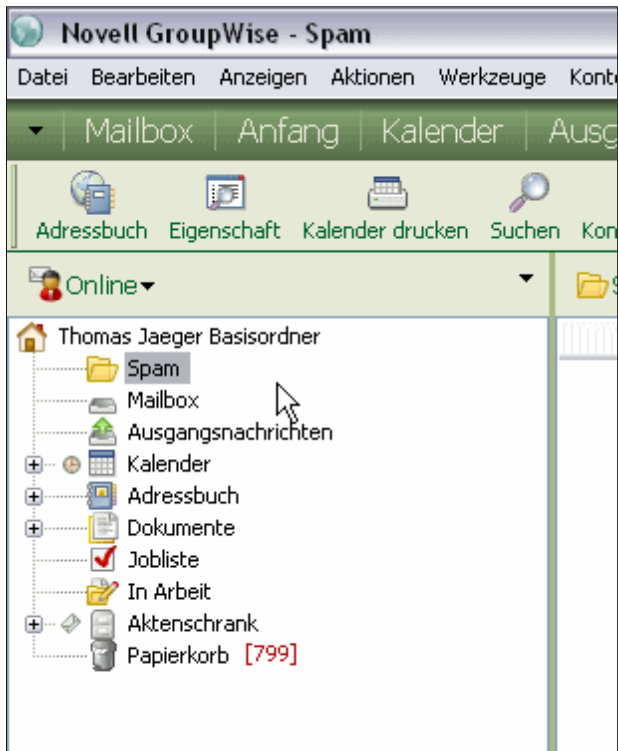 Novell GroupWise - Spam
Datei Bearbeiten Anzeigen Aktionen Werkzeuge
Mailbox Anfang Kalender
Adressbuch Eigenschaft Kalender drucken Suchen
Online
Thomas Jaeger Basisordner
Spam
Mailbox
Ausgangsnachrichten
Kalender
Adressbuch
Dokumente
Jobliste
In Arbeit
Aktenschrank
Papierkorb [799]